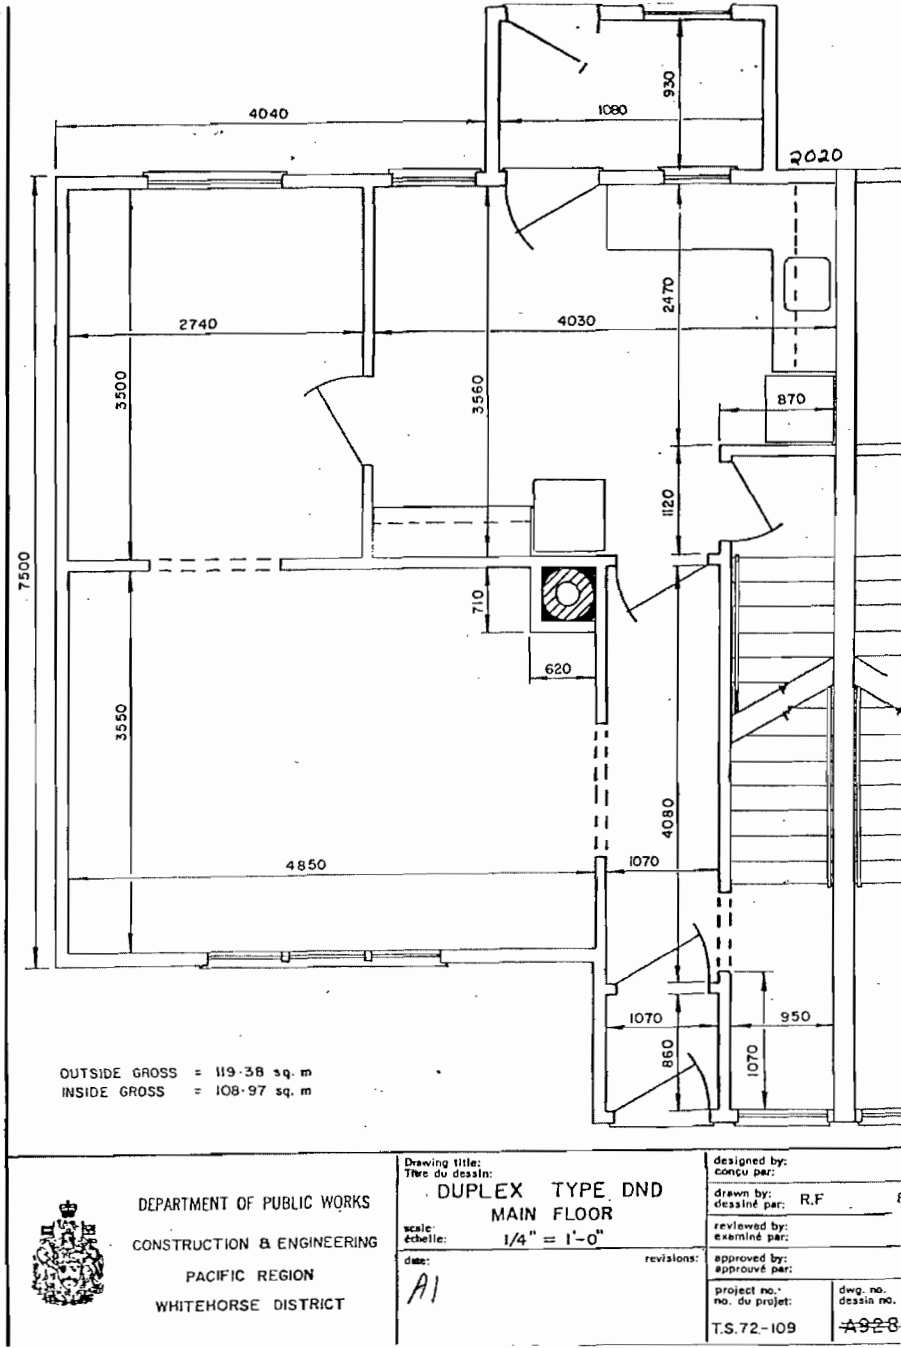 930
4040
1080
2020
2740
4030
2470
3500
3560
870
1120
7500
710
620
3550
4080
4850
1070
1070
950
860
1070
OUTSIDE GROSS = 119.38 sq. m
INSIDE GROSS = 108.97 sq. m
DEPARTMENT OF PUBLIC WORKS
CONSTRUCTION & ENGINEERING
PACIFIC REGION
WHITEHORSE DISTRICT
Drawing title:
Titre du dessin:
DUPLEX TYPE DND
MAIN FLOOR
scale:
échelle: 1/4" = 1'-0"
date: revisions:
A1
designed by:
conçu par:
drawn by:
dessiné par: R.F
reviewed by:
examiné par:
approved by:
approuvé par:
project no.:
no. du projet:
T.S.72-109
dwg. no.
dessin no.
A928